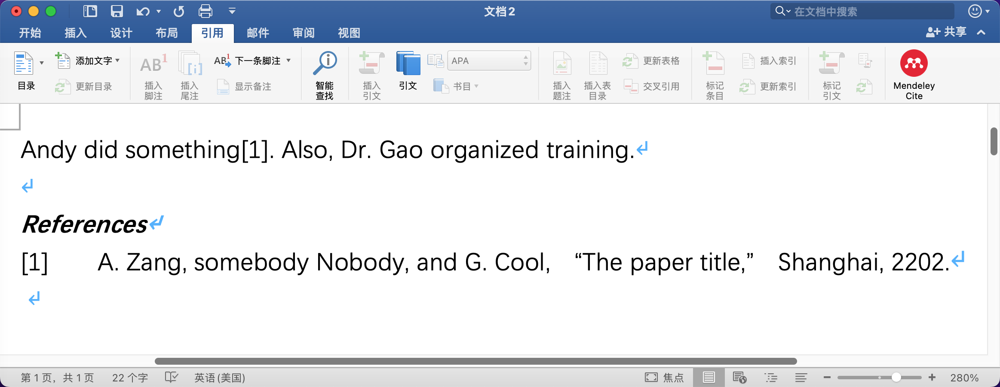 文档2
在文档中搜索
开始 插入 设计 布局 引用 邮件 审阅 视图
共享
目录
添加文字
更新目录
AB1
插入
脚注
[i]
插入
尾注
AB1 下一条脚注
显示备注
智能
查找
插入
引文
引文
APA
书目
插入
题注
插入表
目录
更新表格
交叉引用
标记
条目
插入索引
更新索引
标记
引文
Mendeley
Cite
Andy did something[1]. Also, Dr. Gao organized training.
References
[1] A. Zang, somebody Nobody, and G. Cool, “The paper title,” Shanghai, 2202.
第1页，共1页 22个字 英语(美国) 焦点 280%